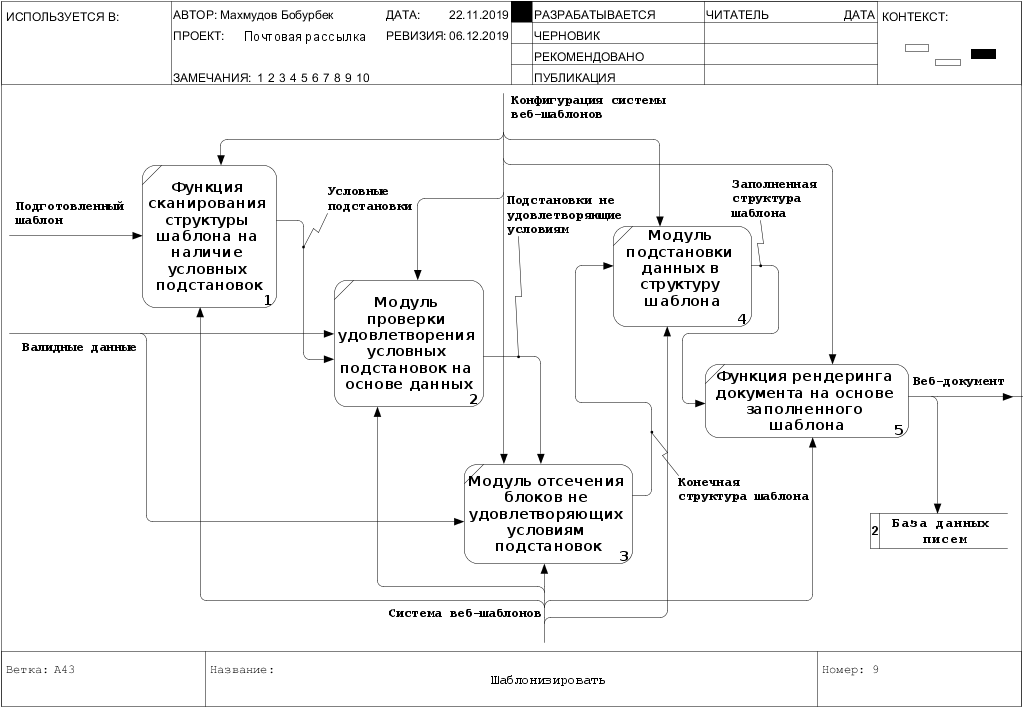 ИСПОЛЬЗУЕТСЯ В:
АВТОР: Махмудов Бобурбек
ДАТА: 22.11.2019
ПРОЕКТ: Почтовая рассылка
РЕВИЗИЯ: 06.12.2019
ЗАМЕЧАНИЯ: 1 2 3 4 5 6 7 8 9 10
РАЗРАБАТЫВАЕТСЯ
ЧЕРНОВИК
РЕКОМЕНДОВАНО
ПУБЛИКАЦИЯ
ЧИТАТЕЛЬ
ДАТА
КОНТЕКСТ:
Конфигурация системы
веб-шаблонов
Подготовленный
шаблон
Функция
сканирования
структуры
шаблона на
наличие
условных
подстановок
1
Условные
подстановки
Подстановки не
удовлетворяющие
условиям
Заполненная
структура
шаблона
Модуль
подстановки
данных в
структуру
шаблона
4
Валидные данные
Модуль
проверки
удовлетворения
условных
подстановок на
основе данных
2
Функция рендеринга
документа на основе
заполненного
шаблона
5
Веб-документ
Модуль отсечения
блоков не
удовлетворяющих
условиям
подстановок
3
Конечная
структура шаблона
2
База данных
писем
Система веб-шаблонов
Ветка: A43
Название:
Шаблонизировать
Номер: 9